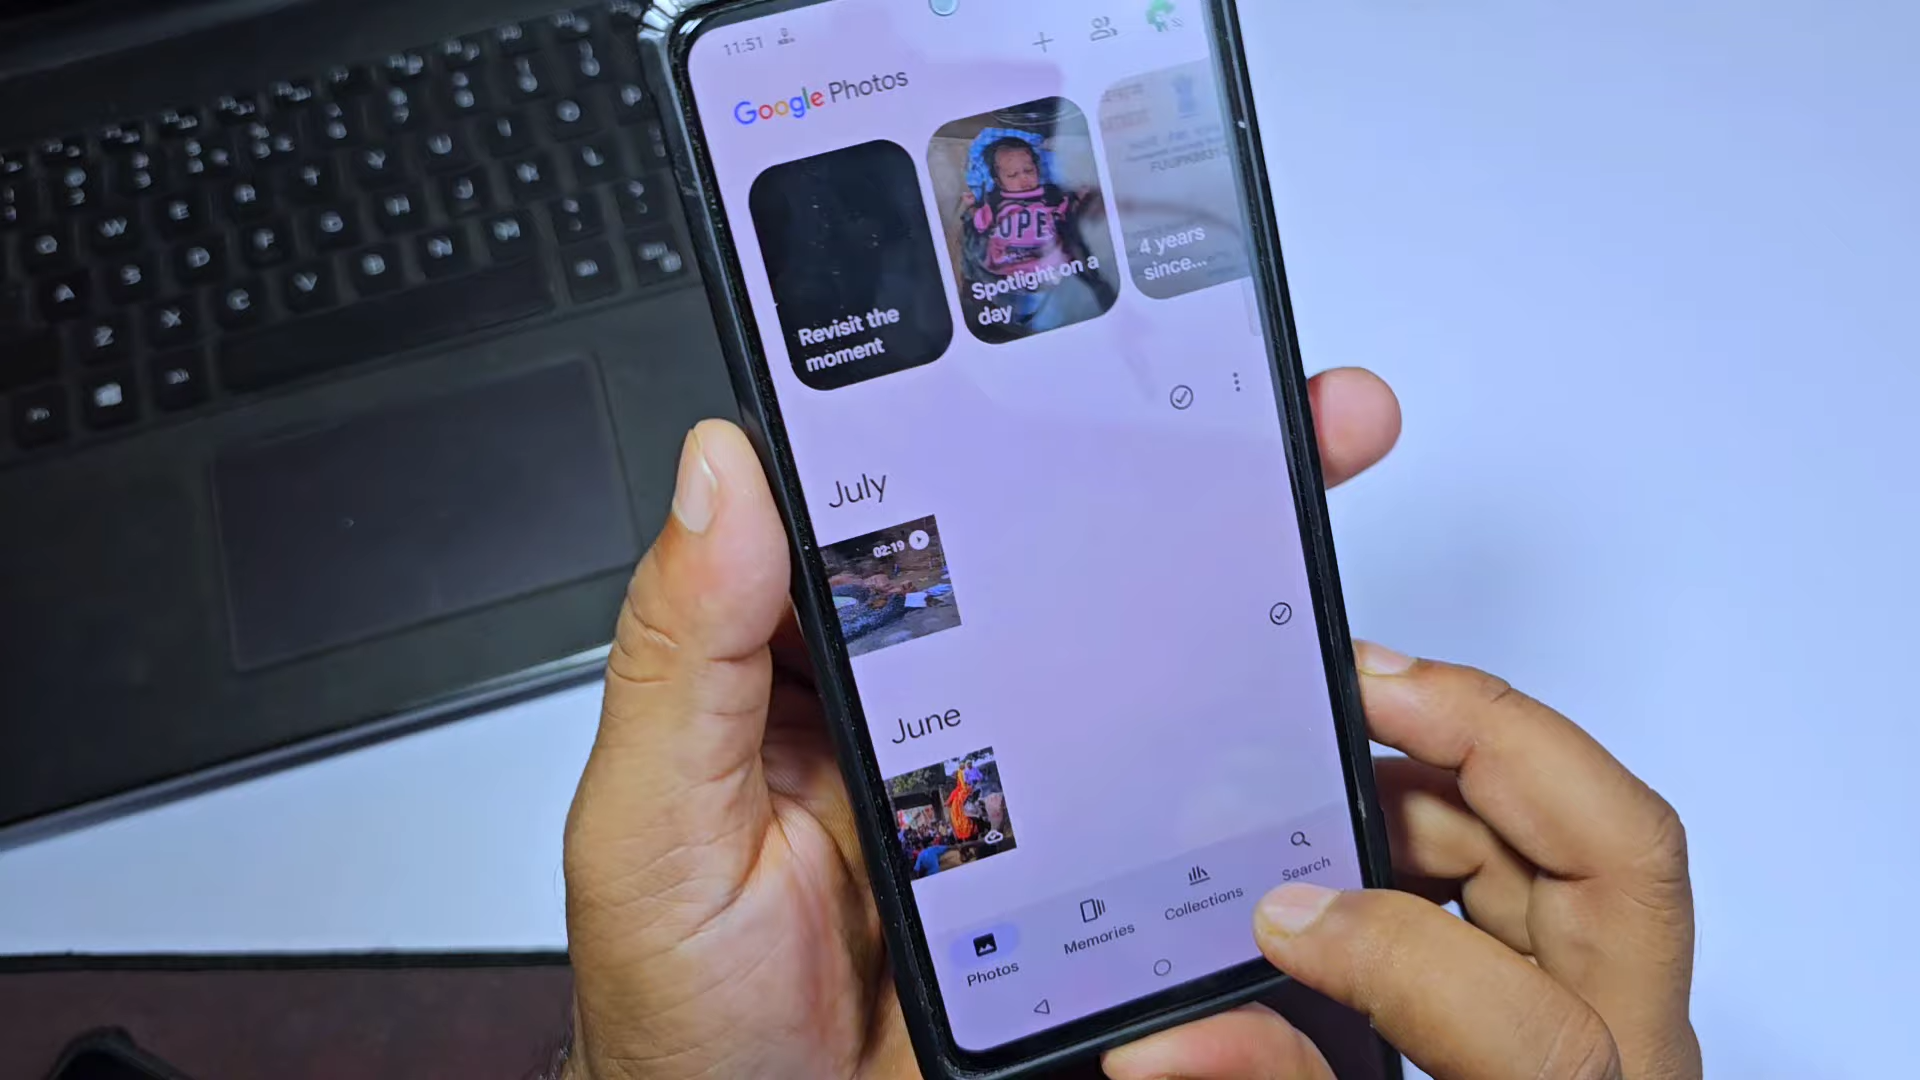 11:51
Google Photos
Revisit the
moment
Spotlight on a
day
4 years
since...
UPE
July
02:19
June
Photos
Memories
Collections
Search